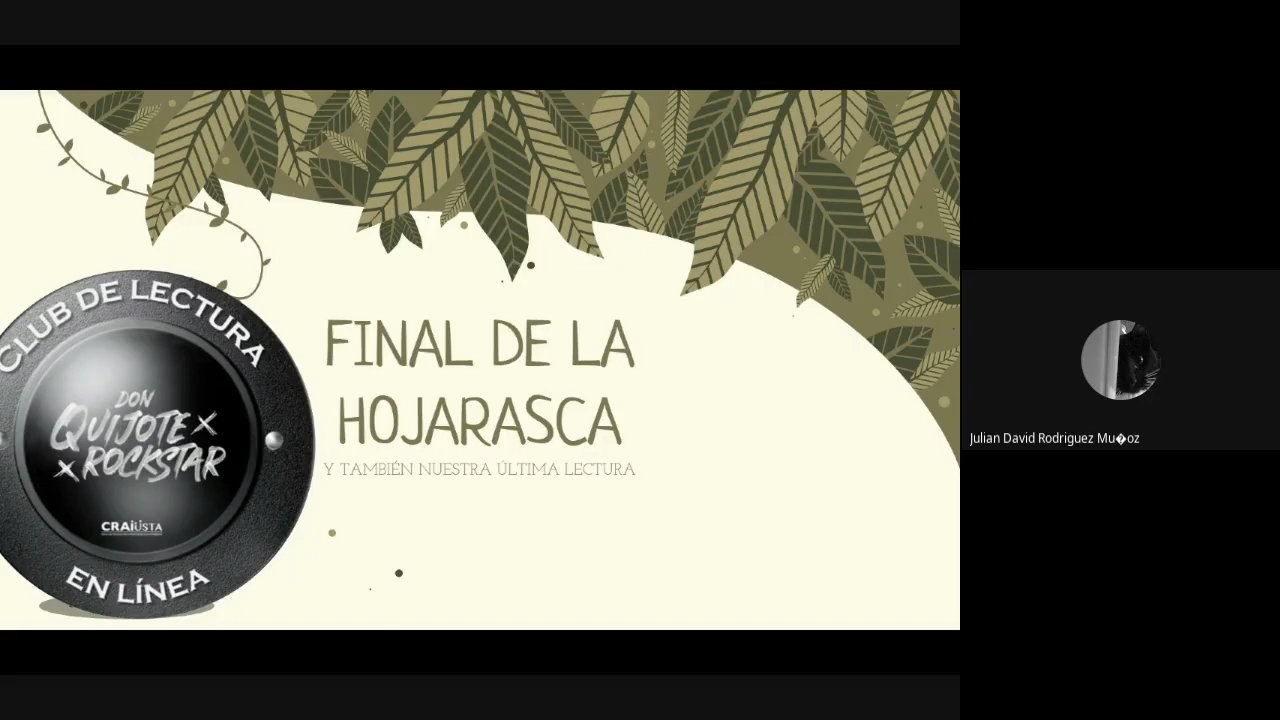 CLUB DE LECTURA
DON
QUIJOTE
ROCKSTAR
CRAIUSTA
EN LÍNEA
FINAL DE LA
HOJARASCA
Y TAMBIÉN NUESTRA ÚLTIMA LECTURA
Julian David Rodriguez Mu�oz